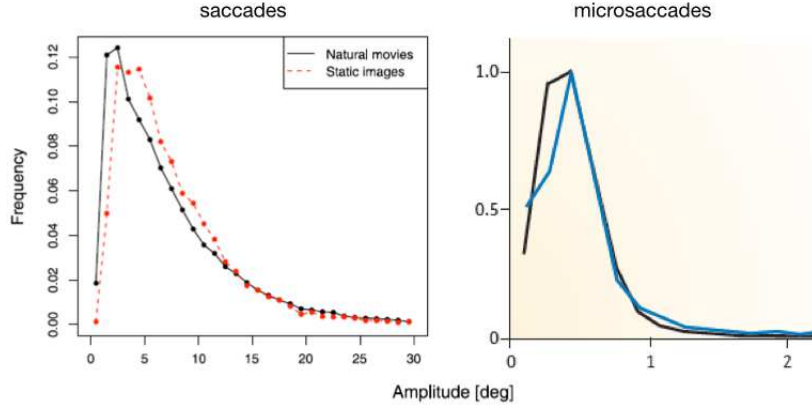 saccades
microsaccades
Natural movies
Static images
Frequency
0.00 0.02 0.04 0.06 0.08 0.10 0.12
0 5 10 15 20 25 30
1.0
0.5
0
0 1 2
Amplitude [deg]